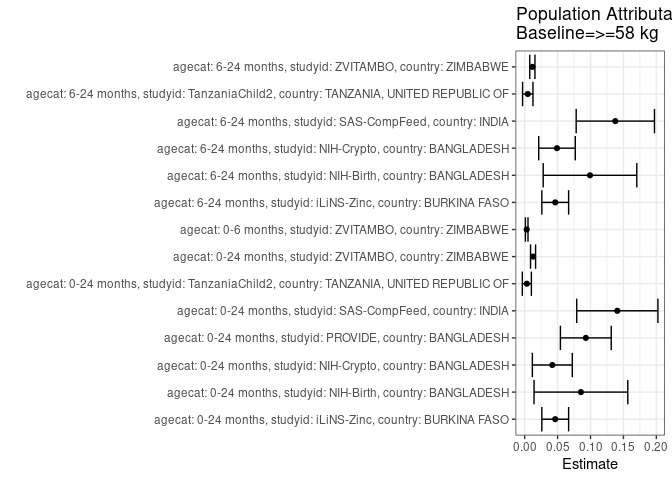 Population Attributa
Baseline=>=58 kg
agecat: 6-24 months, studyid: ZVITAMBO, country: ZIMBABWE
agecat: 6-24 months, studyid: TanzaniaChild2, country: TANZANIA, UNITED REPUBLIC OF
agecat: 6-24 months, studyid: SAS-CompFeed, country: INDIA
agecat: 6-24 months, studyid: NIH-Crypto, country: BANGLADESH
agecat: 6-24 months, studyid: NIH-Birth, country: BANGLADESH
agecat: 6-24 months, studyid: iLiNS-Zinc, country: BURKINA FASO
agecat: 0-6 months, studyid: ZVITAMBO, country: ZIMBABWE
agecat: 0-24 months, studyid: ZVITAMBO, country: ZIMBABWE
agecat: 0-24 months, studyid: TanzaniaChild2, country: TANZANIA, UNITED REPUBLIC OF
agecat: 0-24 months, studyid: SAS-CompFeed, country: INDIA
agecat: 0-24 months, studyid: PROVIDE, country: BANGLADESH
agecat: 0-24 months, studyid: NIH-Crypto, country: BANGLADESH
agecat: 0-24 months, studyid: NIH-Birth, country: BANGLADESH
agecat: 0-24 months, studyid: iLiNS-Zinc, country: BURKINA FASO
0.00 0.05 0.10 0.15 0.20
Estimate